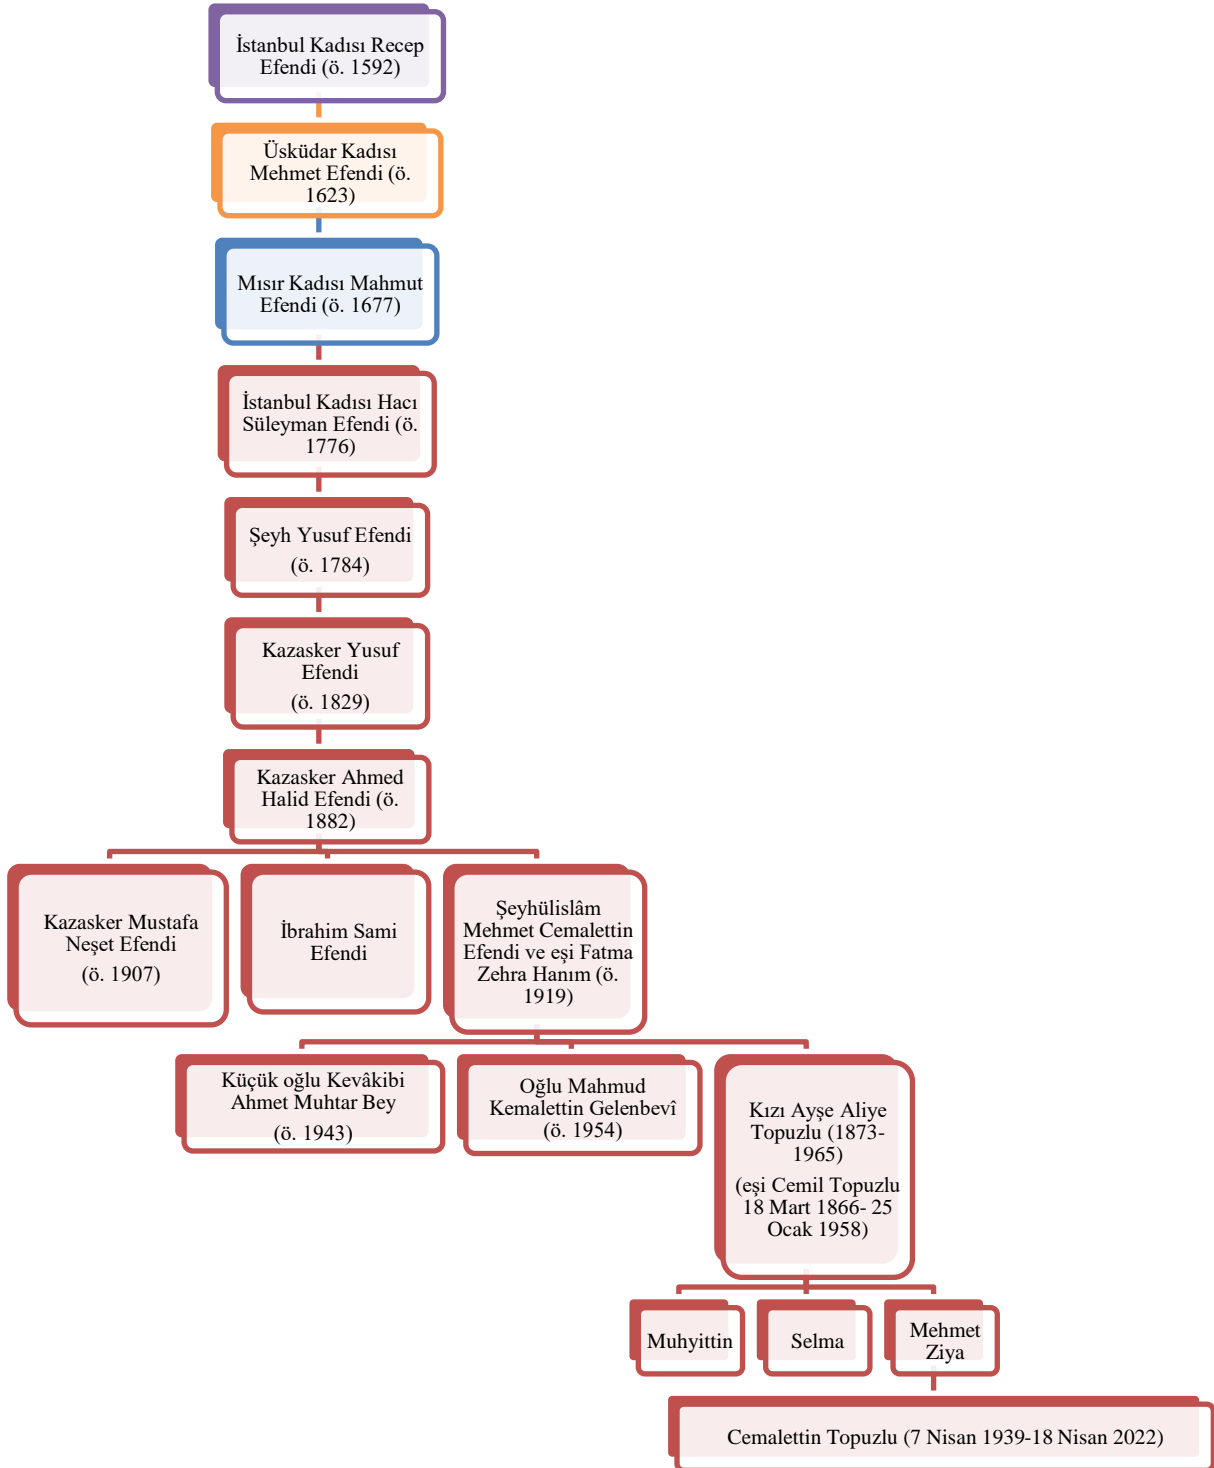 İstanbul Kadısı Recep
Efendi (ö. 1592)
Üsküdar Kadısı
Mehmet Efendi (ö.
1623)
Mısır Kadısı Mahmut
Efendi (ö. 1677)
İstanbul Kadısı Hacı
Süleyman Efendi (ö.
1776)
Şeyh Yusuf Efendi
(ö. 1784)
Kazasker Yusuf
Efendi
(ö. 1829)
Kazasker Ahmed
Halid Efendi (ö.
1882)
Kazasker Mustafa
Neşet Efendi
(ö. 1907)
İbrahim Sami
Efendi
Şeyhülislâm
Mehmet Cemalettin
Efendi ve eşi Fatma
Zehra Hanım (ö.
1919)
Küçük oğlu Kevâkibi
Ahmet Muhtar Bey
(ö. 1943)
Oğlu Mahmud
Kemalettin Gelenbevî
(ö. 1954)
Kızı Ayşe Aliye
Topuzlu (1873-
1965)
(eşi Cemil Topuzlu
18 Mart 1866- 25
Ocak 1958)
Muhyittin
Selma
Mehmet
Ziya
Cemalettin Topuzlu (7 Nisan 1939-18 Nisan 2022)